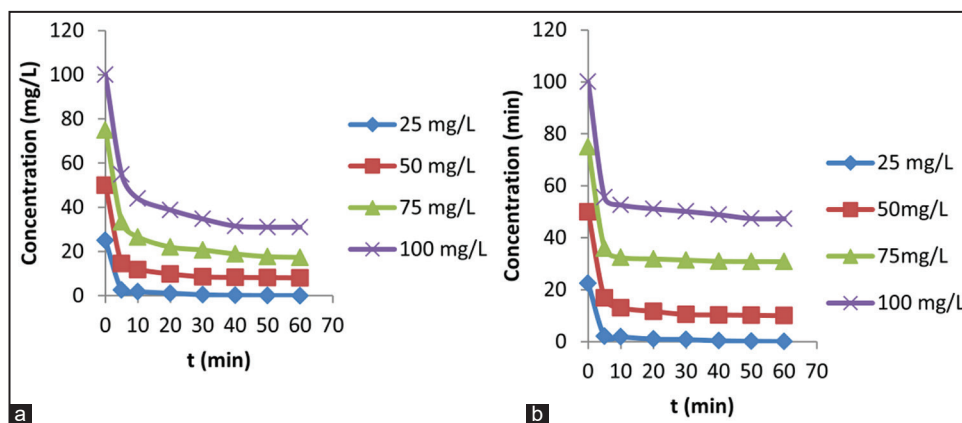 120
100
80
60
40
20
0
Concentration (mg/L)
0 10 20 30 40 50 60 70
t (min)
25 mg/L
50 mg/L
75 mg/L
100 mg/L
a
120
100
80
60
40
20
0
Concentration (min)
0 10 20 30 40 50 60 70
t (min)
25 mg/L
50mg/L
75mg/L
100 mg/L
b